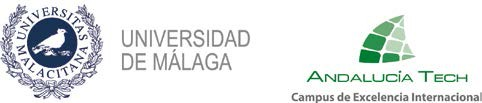 UNIVERSITAS
MALACITANA
UNIVERSIDAD
DE MÁLAGA
ANDALUCÍA TECH
Campus de Excelencia Internacional